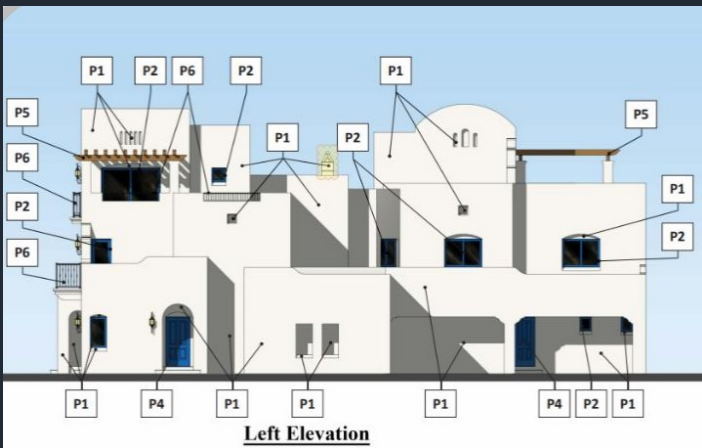 P1 P2 P6 P2 P1
P5 P1 P2 P5
P6
P1
P2
P2
P6
P1 P4 P1 P1 P1 P4 P2 P1
Left Elevation